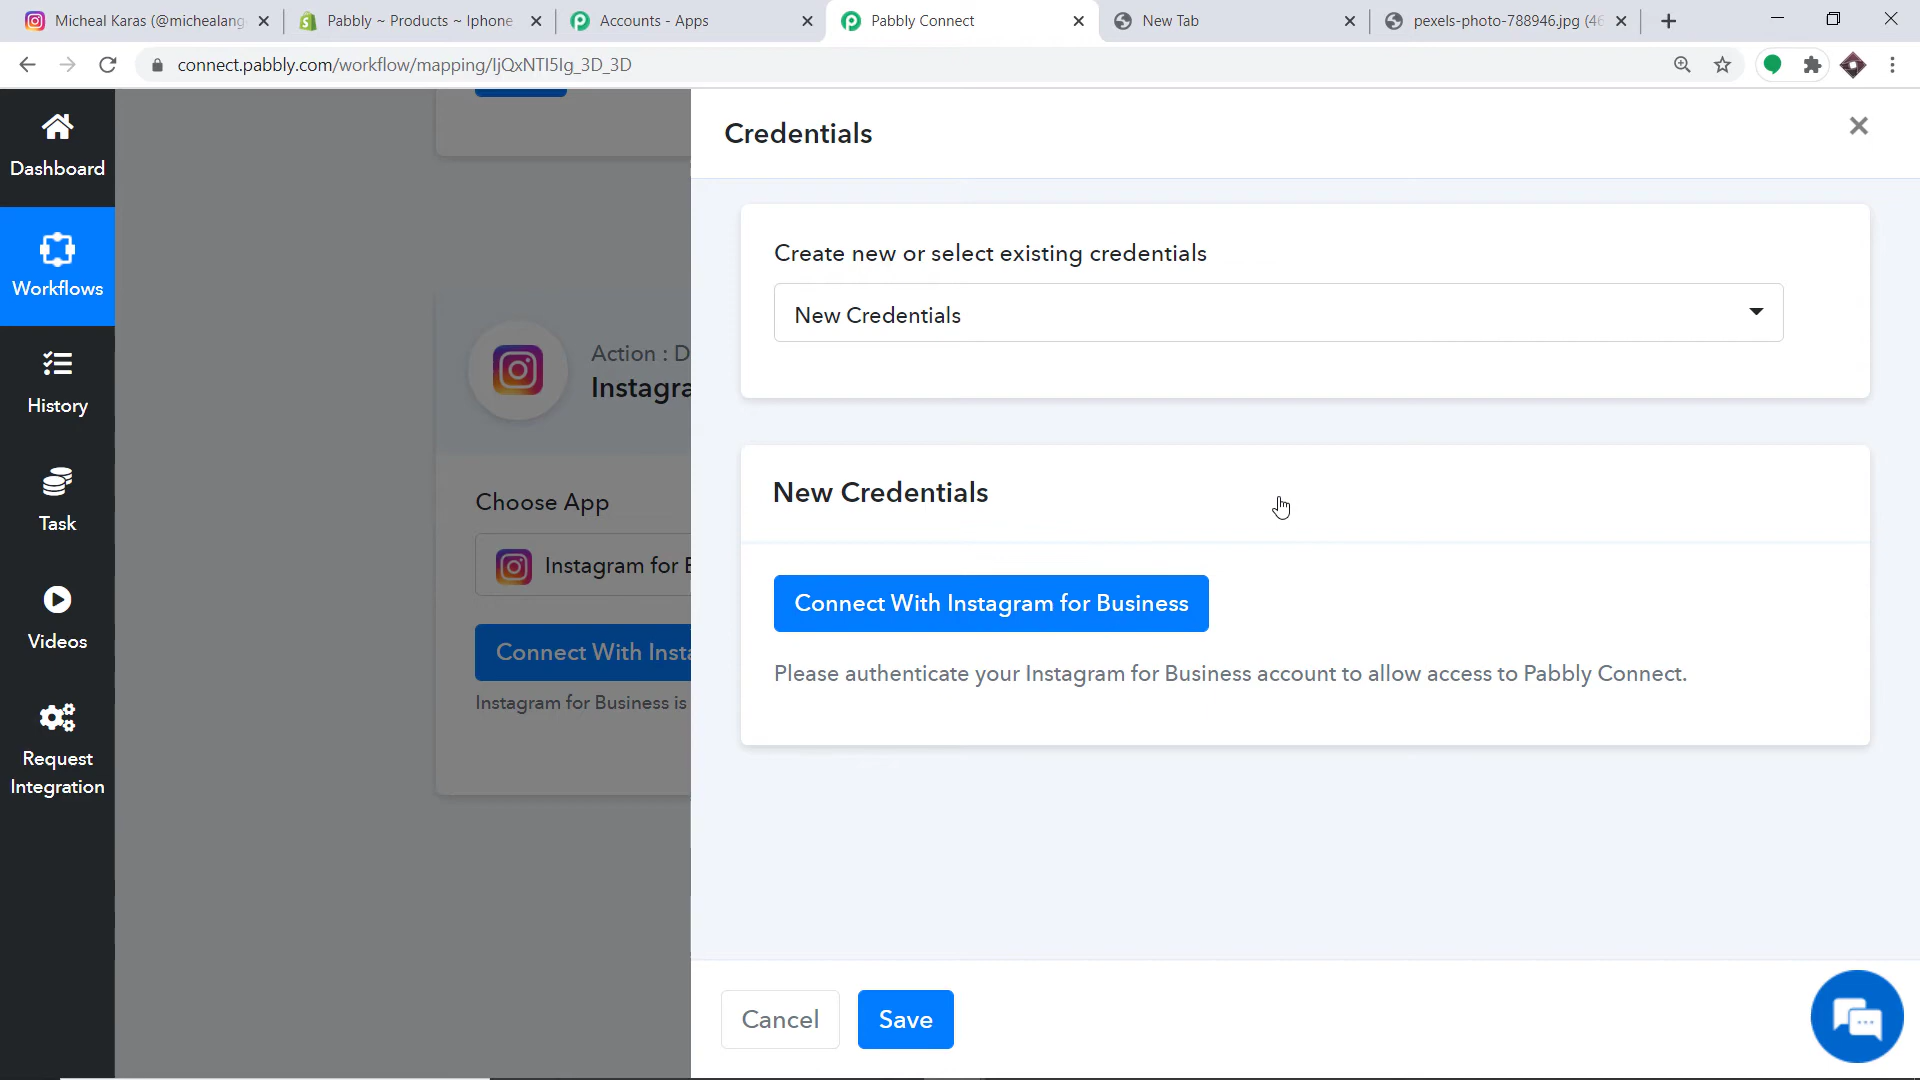 Micheal Karas (@michealang
Pabbly ~ Products ~ Iphone
Accounts - Apps
Pabbly Connect
New Tab
pexels-photo-788946.jpg (46
connect.pabbly.com/workflow/mapping/IjQxNTI5Ig_3D_3D
Dashboard
Workflows
History
Task
Videos
Request
Integration
Action : D
Instagra
Choose App
Instagram for B
Connect With Insta
Instagram for Business is
Credentials
Create new or select existing credentials
New Credentials
New Credentials
Connect With Instagram for Business
Please authenticate your Instagram for Business account to allow access to Pabbly Connect.
Cancel
Save